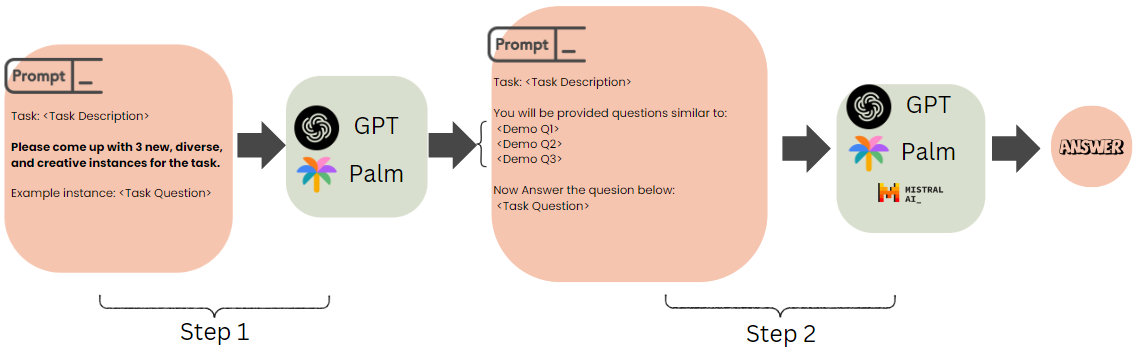 Prompt _
Task: <Task Description>
Please come up with 3 new, diverse,
and creative instances for the task.
Example instance: <Task Question>
GPT
Palm
Step 1
Prompt _
Task: <Task Description>
You will be provided questions similar to:
<Demo Q1>
<Demo Q2>
<Demo Q3>
Now Answer the quesion below:
<Task Question>
GPT
Palm
MISTRAL
AI_
Step 2
ANSWER